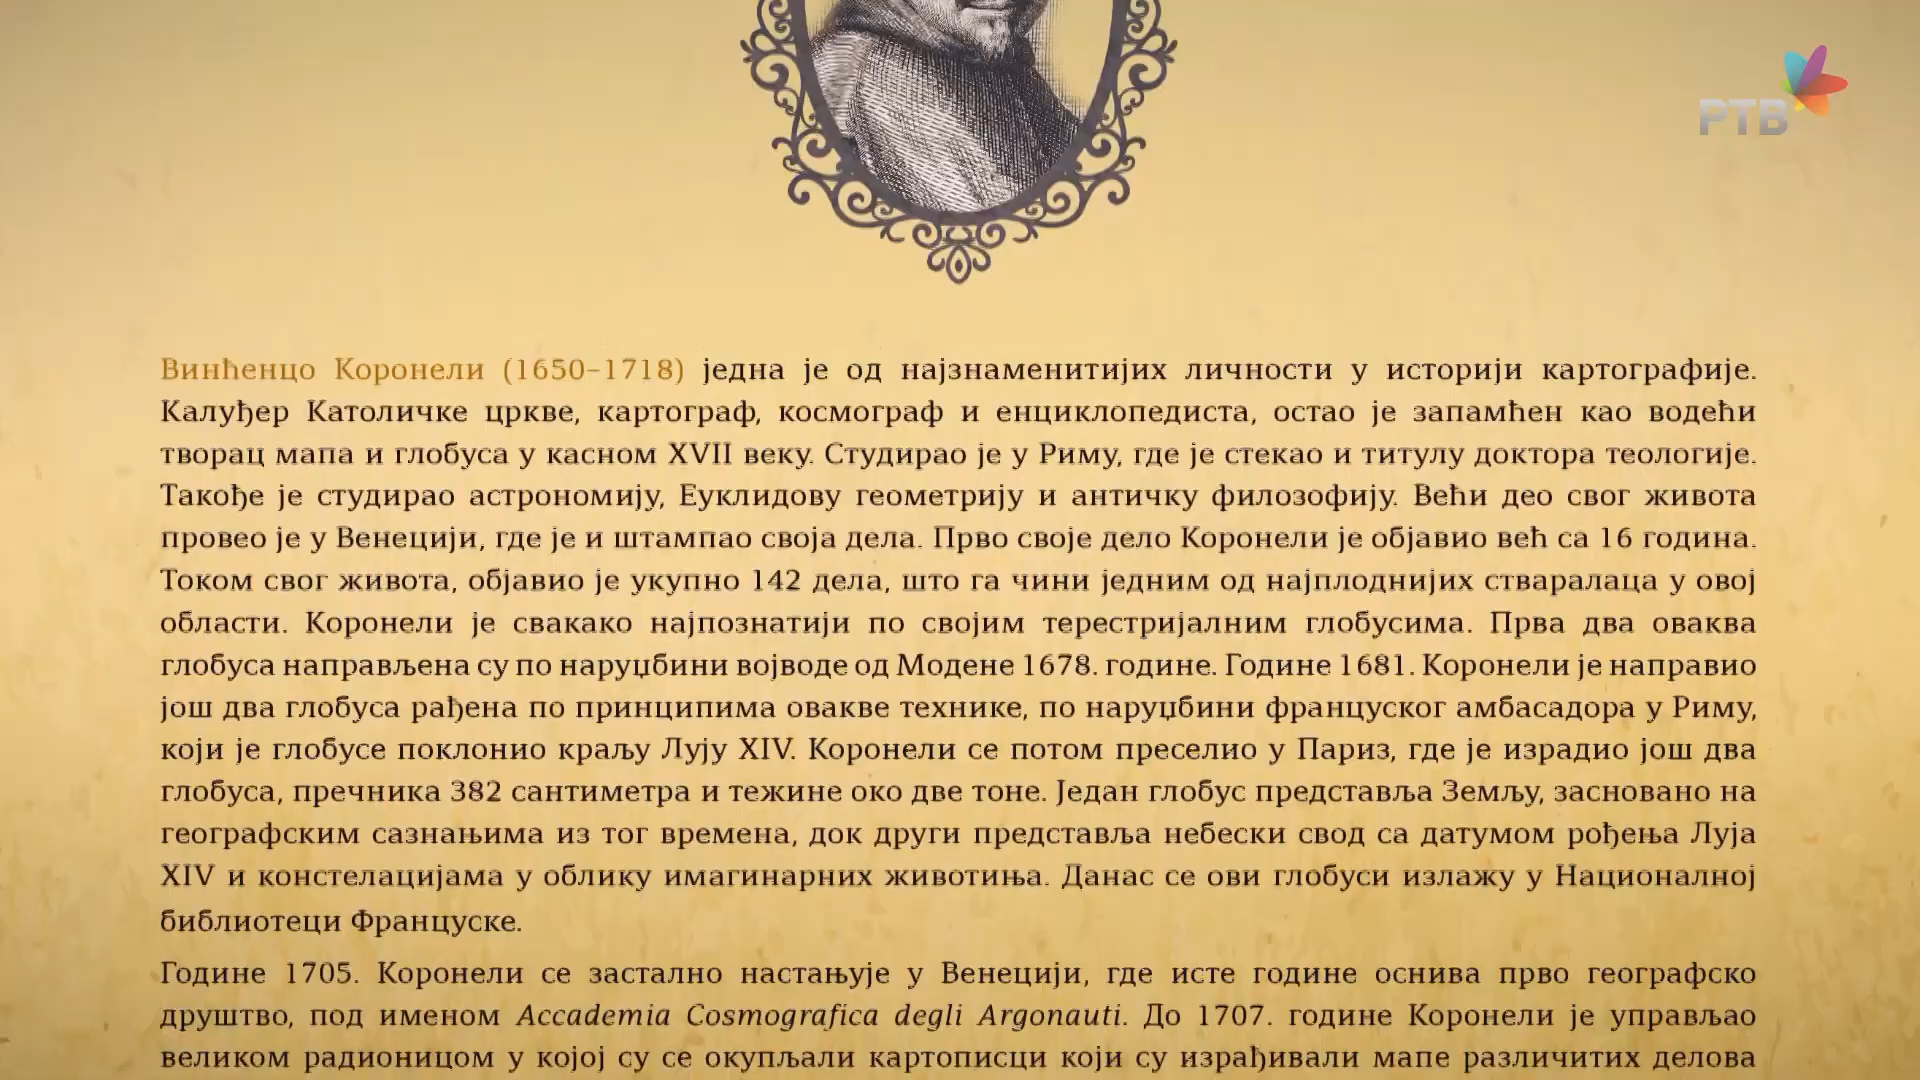 РТВ
Винћенцо Коронели (1650–1718) једна је од најзнаменитијих личности у историји картографије.
Калуђер Католичке цркве, картограф, космограф и енциклопедиста, остао је запамћен као водећи
творац мапа и глобуса у касном XVII веку. Студирао је у Риму, где је стекао и титулу доктора теологије.
Такође је студирао астрономију, Еуклидову геометрију и античку филозофију. Већи део свог живота
провео је у Венецији, где је и штампао своја дела. Прво своје дело Коронели је објавио већ са 16 година.
Током свог живота, објавио је укупно 142 дела, што га чини једним од најплоднијих стваралаца у овој
области. Коронели је свакако најпознатији по својим терестријалним глобусима. Прва два оваква
глобуса направљена су по наруџбини војводе од Модене 1678. године. Године 1681. Коронели је направио
још два глобуса рађена по принципима овакве технике, по наруџбини француског амбасадора у Риму,
који је глобусе поклонио краљу Лују XIV. Коронели се потом преселио у Париз, где је израдио још два
глобуса, пречника 382 сантиметра и тежине око две тоне. Један глобус представља Земљу, засновано на
географским сазнањима из тог времена, док други представља небески свод са датумом рођења Луја
XIV и констелацијама у облику имагинарних животиња. Данас се ови глобуси излажу у Националној
библиотеци Француске.
Године 1705. Коронели се застално настањује у Венецији, где исте године оснива прво географско
друштво, под именом Accademia Cosmografica degli Argonauti. До 1707. године Коронели је управљао
великом радионицом у којој су се окупљали картописци који су израђивали мапе различитих делова